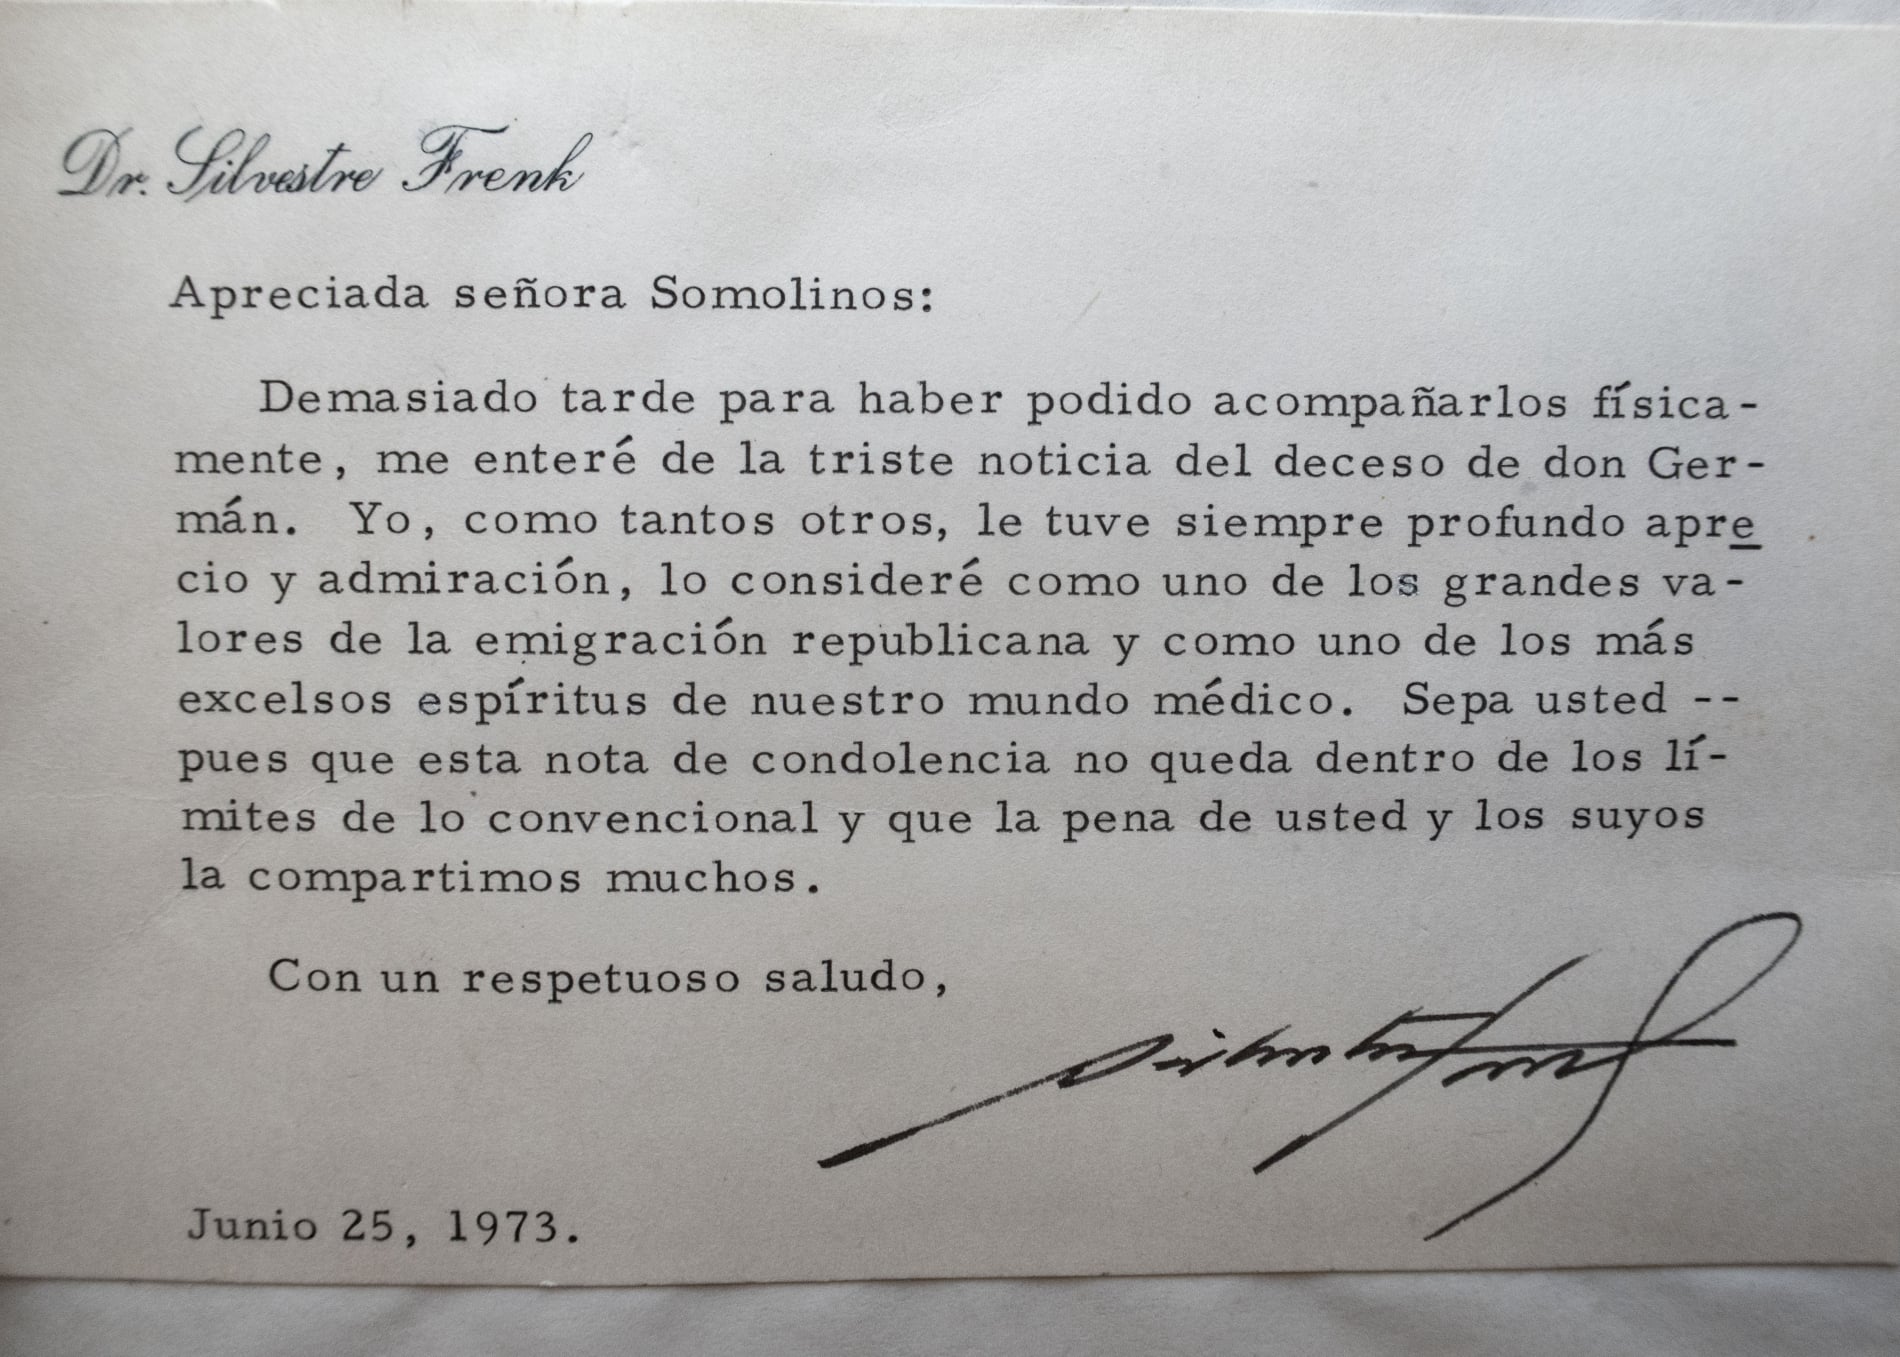 Dr. Silvestre Frenk
Apreciada señora Somolinos:
Demasiado tarde para haber podido acompañarlos física-
mente, me enteré de la triste noticia del deceso de don Ger-
mán. Yo, como tantos otros, le tuve siempre profundo apre
cio y admiración, lo consideré como uno de los grandes va-
lores de la emigración republicana y como uno de los más
excelsos espíritus de nuestro mundo médico. Sepa usted --
pues que esta nota de condolencia no queda dentro de los lí-
mites de lo convencional y que la pena de usted y los suyos
la compartimos muchos.
Con un respetuoso saludo,
Silvestre Frenk
Junio 25, 1973.